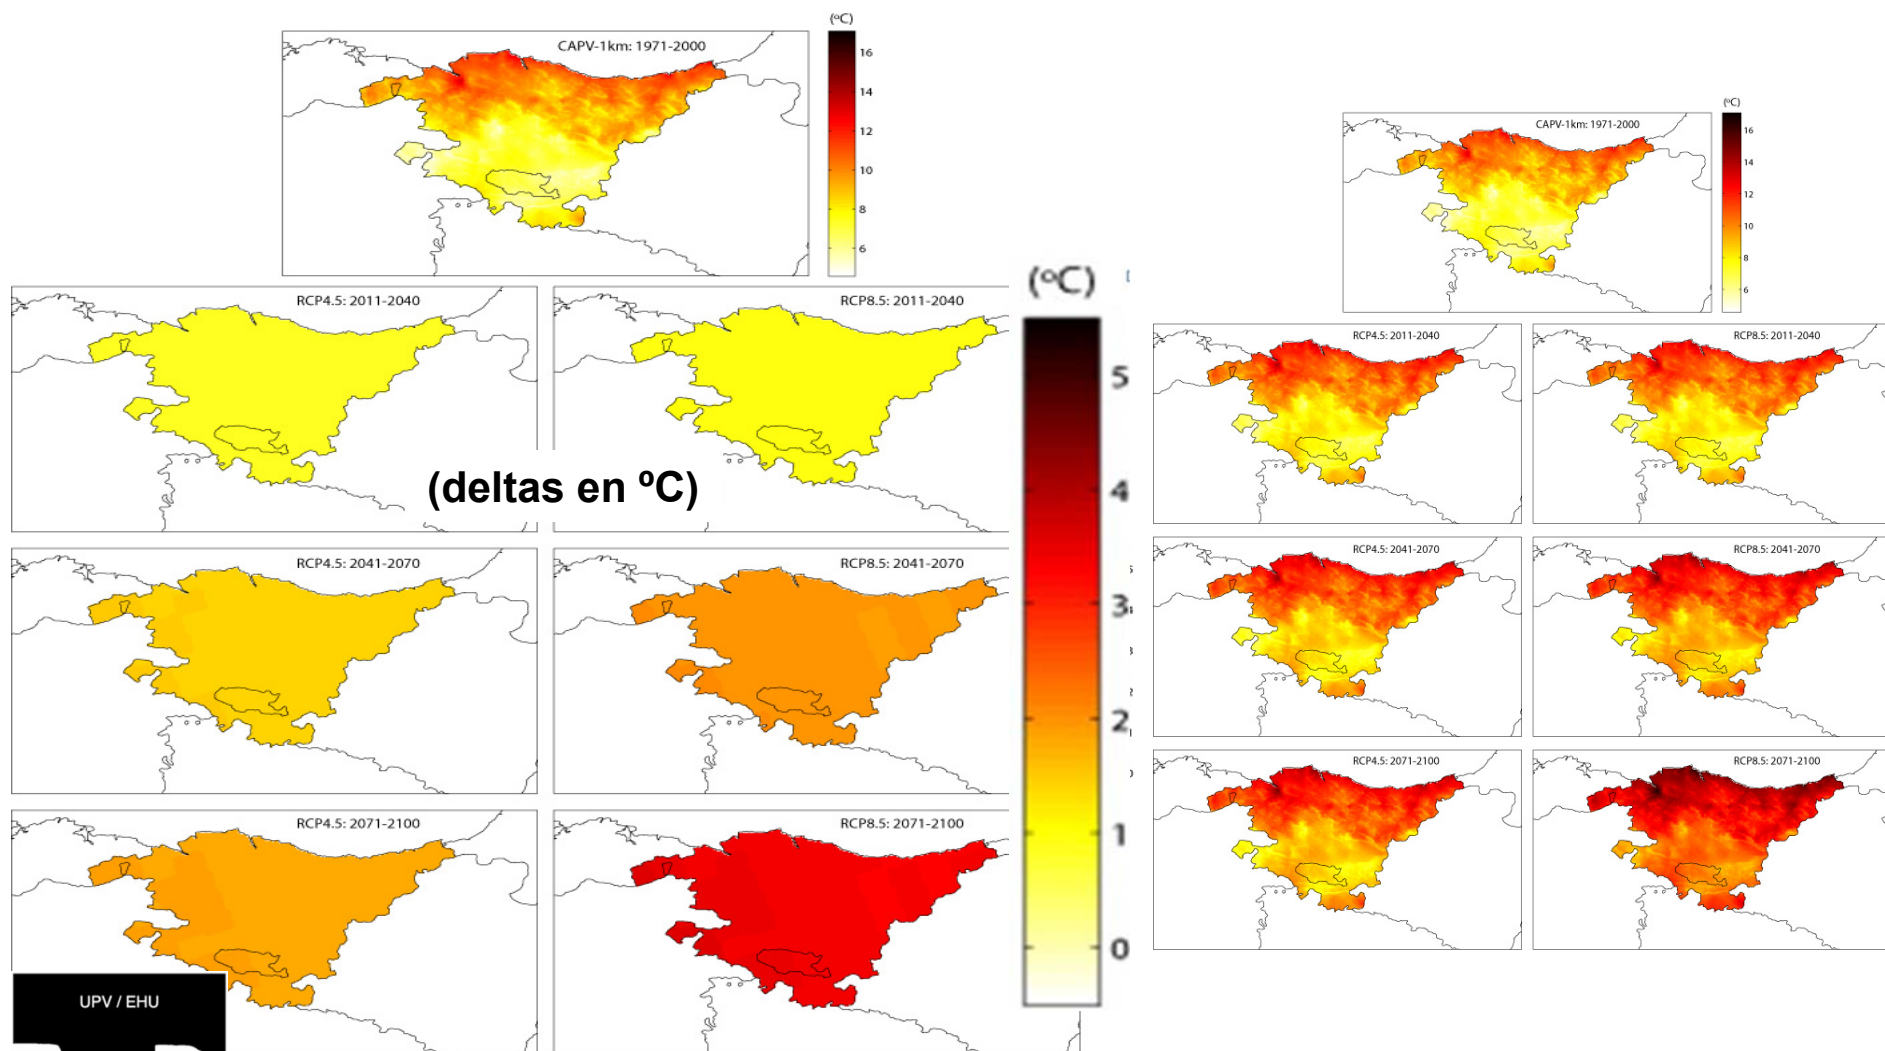 (ºC)
CAPV-1km: 1971-2000
16
14
12
10
8
6
RCP4.5: 2011-2040
RCP8.5: 2011-2040
(deltas en ºC)
RCP4.5: 2041-2070
RCP8.5: 2041-2070
RCP4.5: 2071-2100
RCP8.5: 2071-2100
UPV / EHU
(ºC)
5
4
3
2
1
0
(ºC)
CAPV-1km: 1971-2000
16
14
12
10
8
6
RCP4.5: 2011-2040
RCP8.5: 2011-2040
RCP4.5: 2041-2070
RCP8.5: 2041-2070
RCP4.5: 2071-2100
RCP8.5: 2071-2100